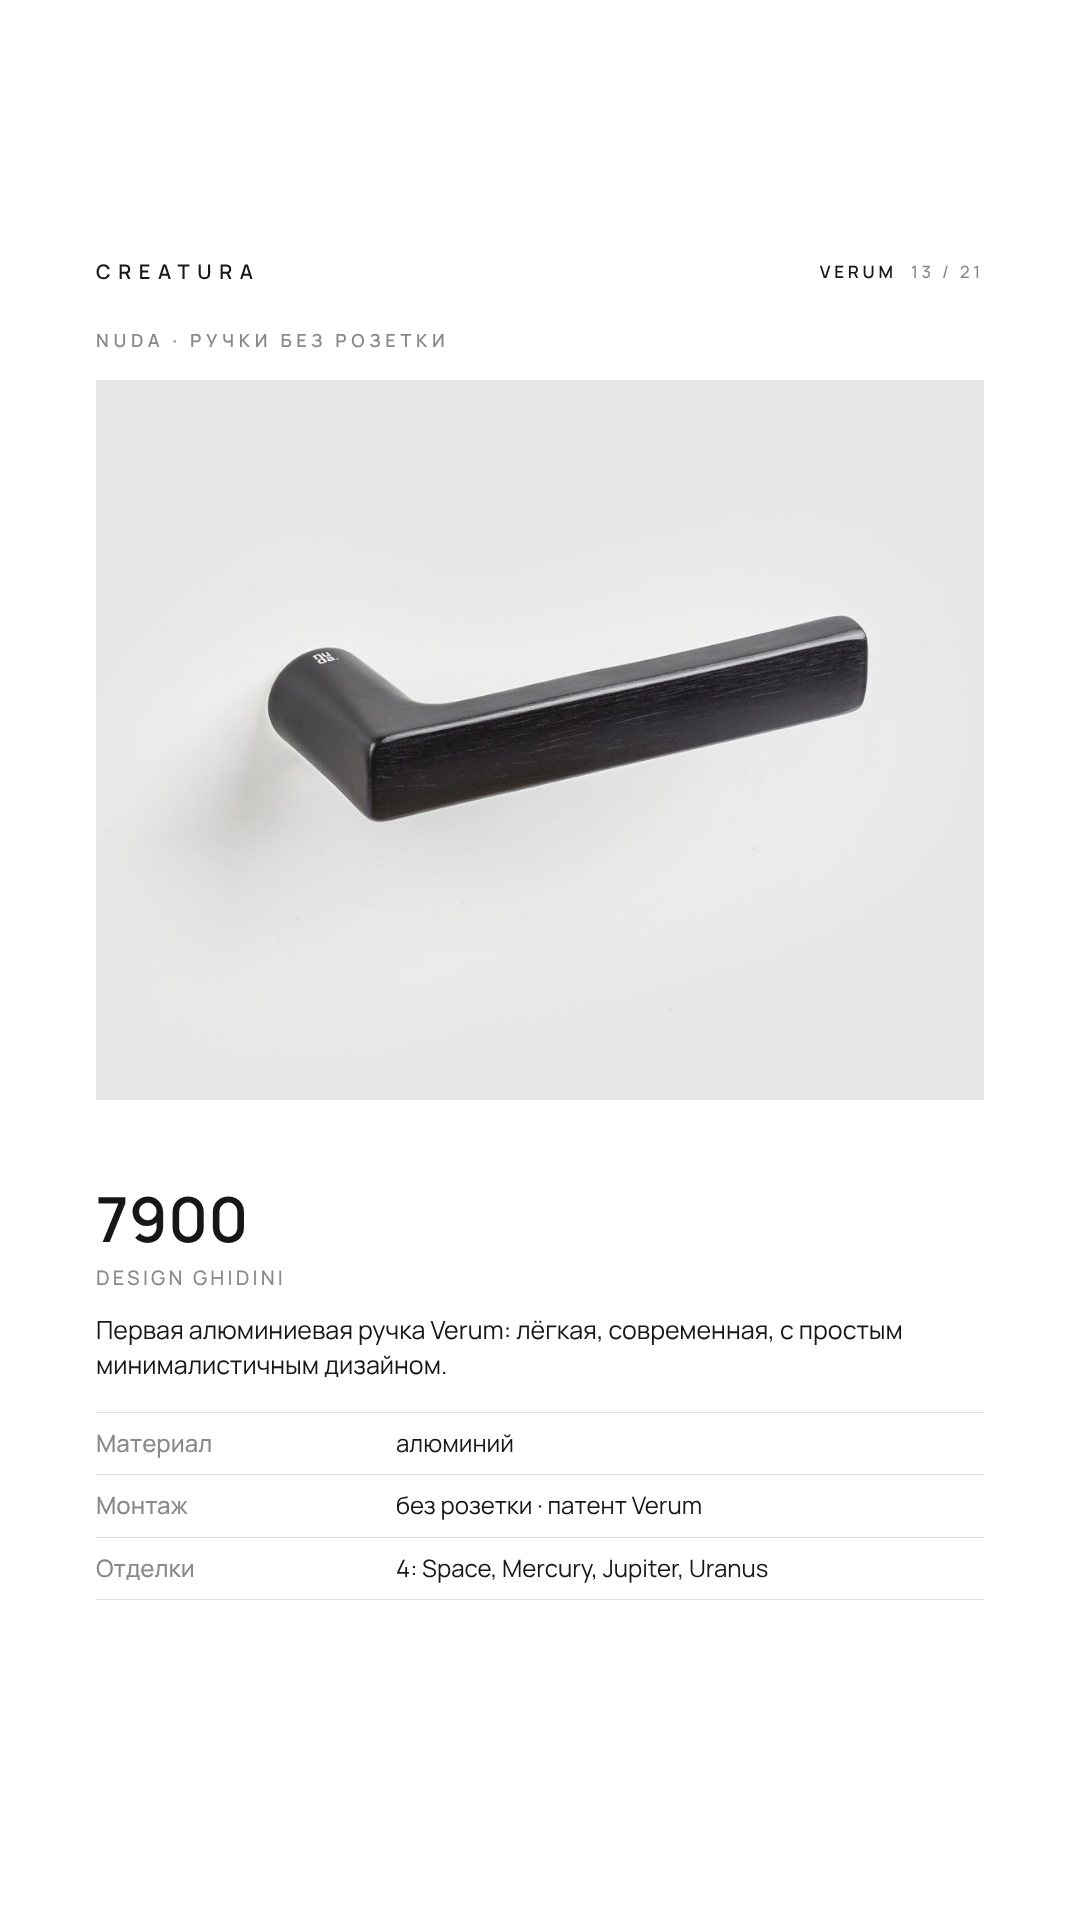 CREATURA
VERUM 13 / 21
NUDA · РУЧКИ БЕЗ РОЗЕТКИ
7900
DESIGN GHIDINI
Первая алюминиевая ручка Verum: лёгкая, современная, с простым
минималистичным дизайном.
Материал алюминий
Монтаж без розетки · патент Verum
Отделки 4: Space, Mercury, Jupiter, Uranus